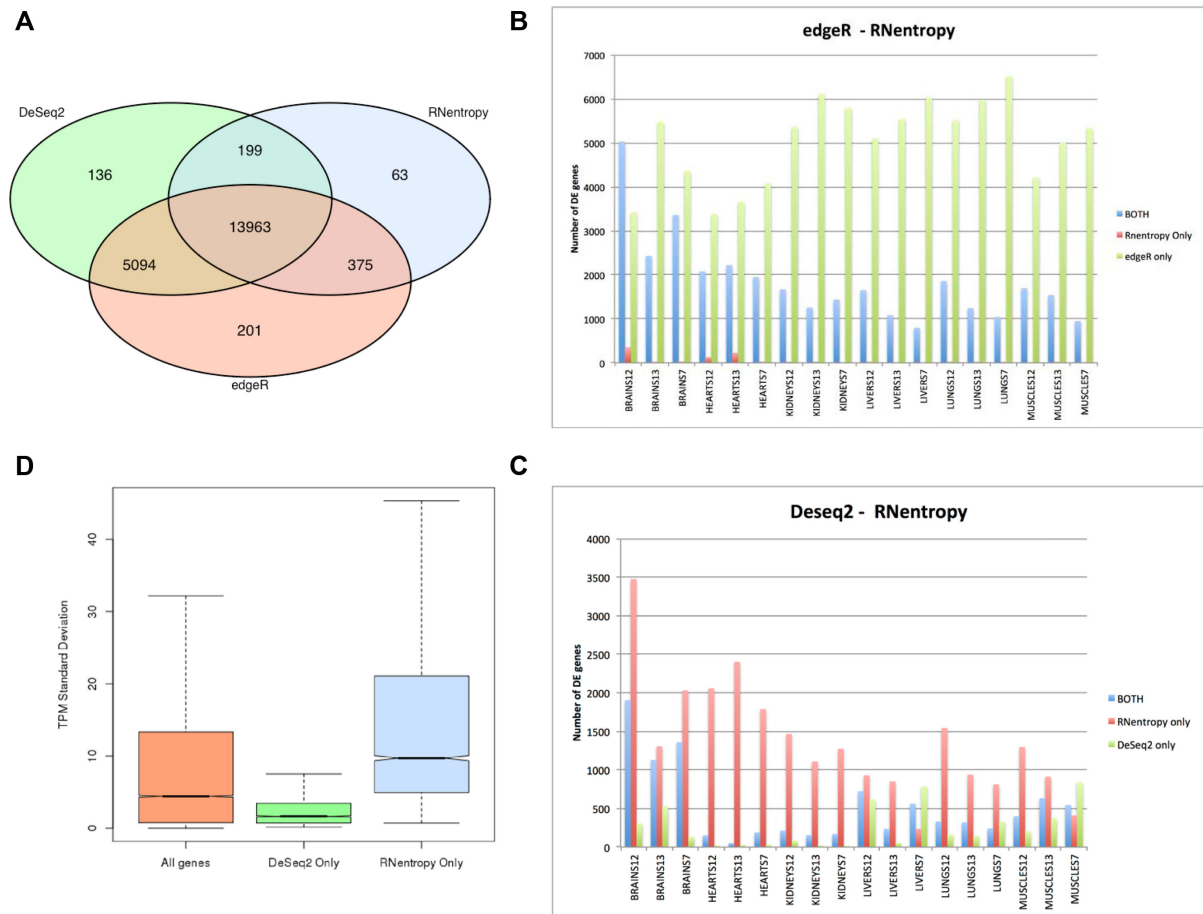 A
DeSeq2
RNentropy
136
199
63
13963
5094
375
201
edgeR
B
edgeR - RNentropy
Number of DE genes
7000
6000
5000
4000
3000
2000
1000
0
BRAINS12
BRAINS13
BRAINS7
HEARTS12
HEARTS13
HEARTS7
KIDNEYS12
KIDNEYS13
KIDNEYS7
LIVERS12
LIVERS13
LIVERS7
LUNGS12
LUNGS13
LUNGS7
MUSCLES12
MUSCLES13
MUSCLES7
BOTH
Rnentropy Only
edgeR only
D
TPM Standard Deviation
40
30
20
10
0
All genes
DeSeq2 Only
RNentropy Only
C
Deseq2 - RNentropy
Number of DE genes
4000
3500
3000
2500
2000
1500
1000
500
0
BRAINS12
BRAINS13
BRAINS7
HEARTS12
HEARTS13
HEARTS7
KIDNEYS12
KIDNEYS13
KIDNEYS7
LIVERS12
LIVERS13
LIVERS7
LUNGS12
LUNGS13
LUNGS7
MUSCLES12
MUSCLES13
MUSCLES7
BOTH
RNentropy only
DeSeq2 only